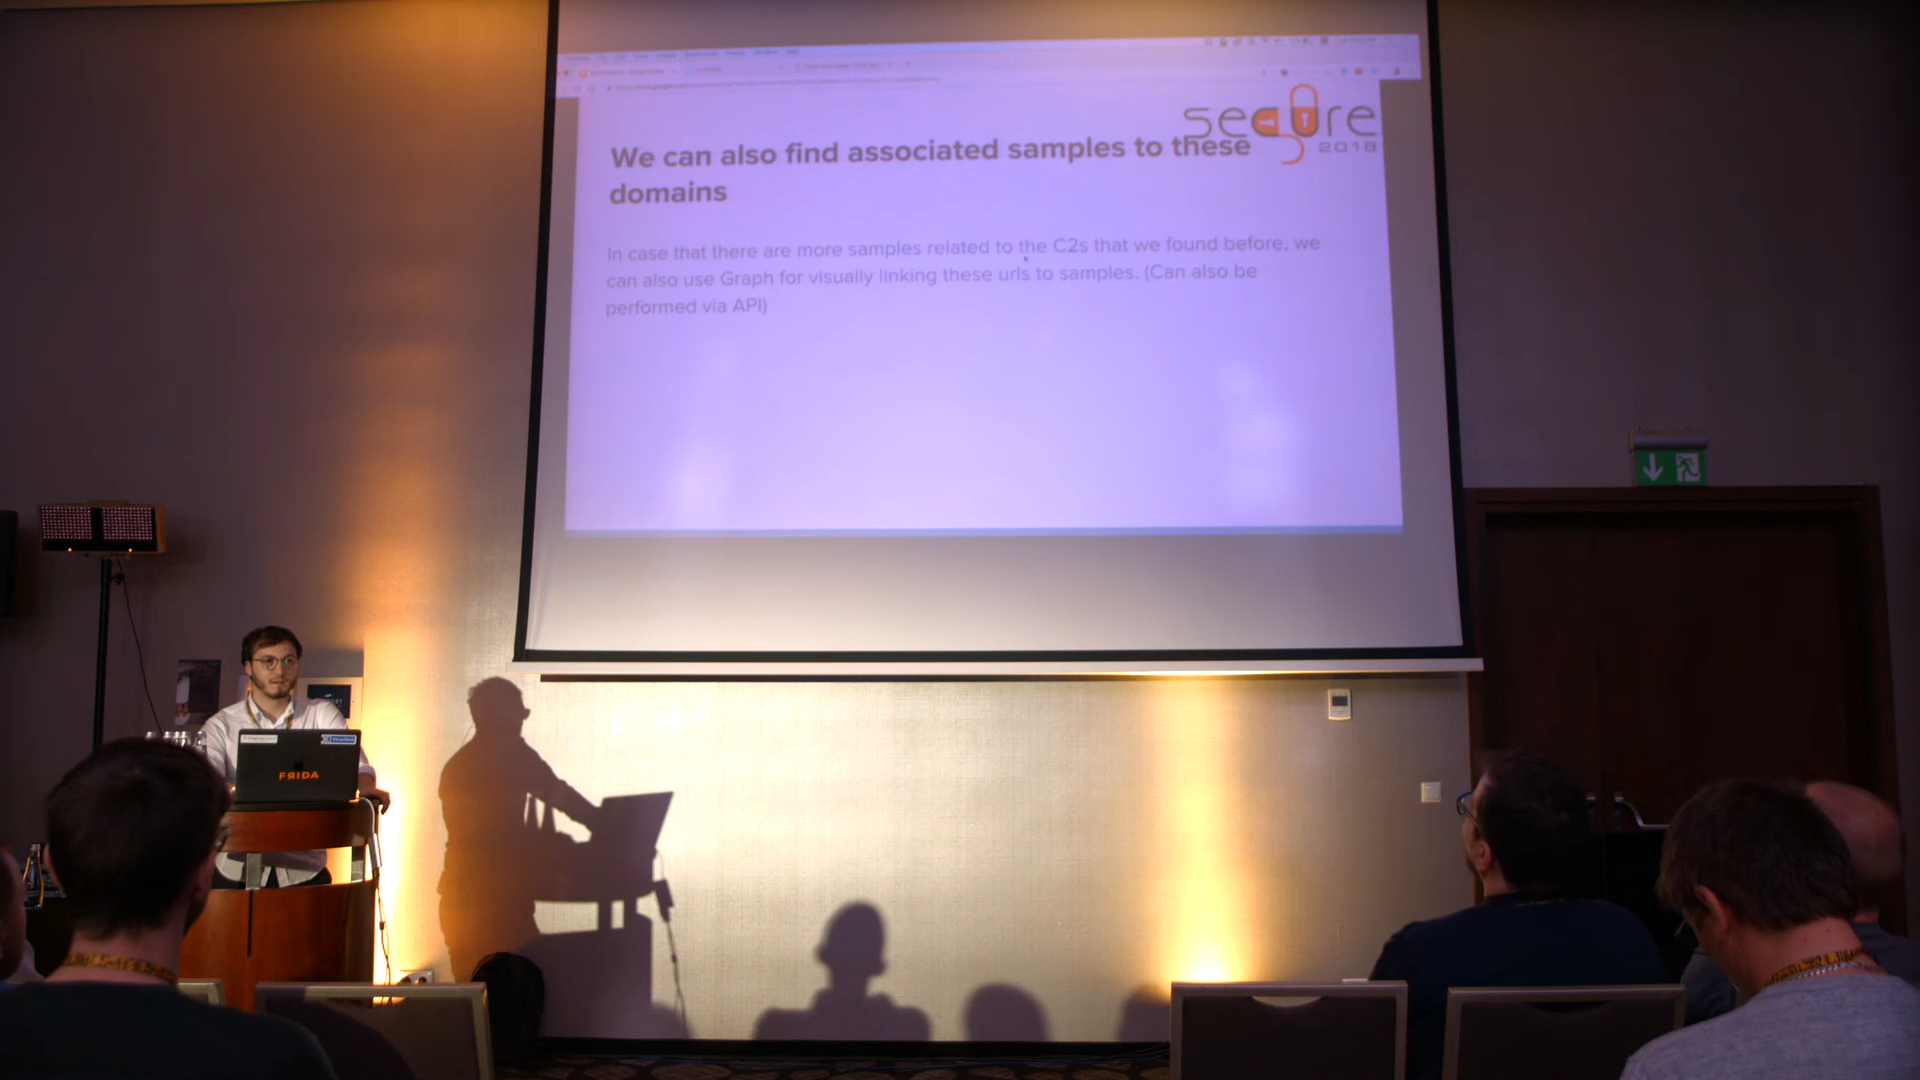 secure
2018
We can also find associated samples to these
domains
In case that there are more samples related to the C2s that we found before, we
can also use Graph for visually linking these urls to samples. (Can also be
performed via API)
FRIDA